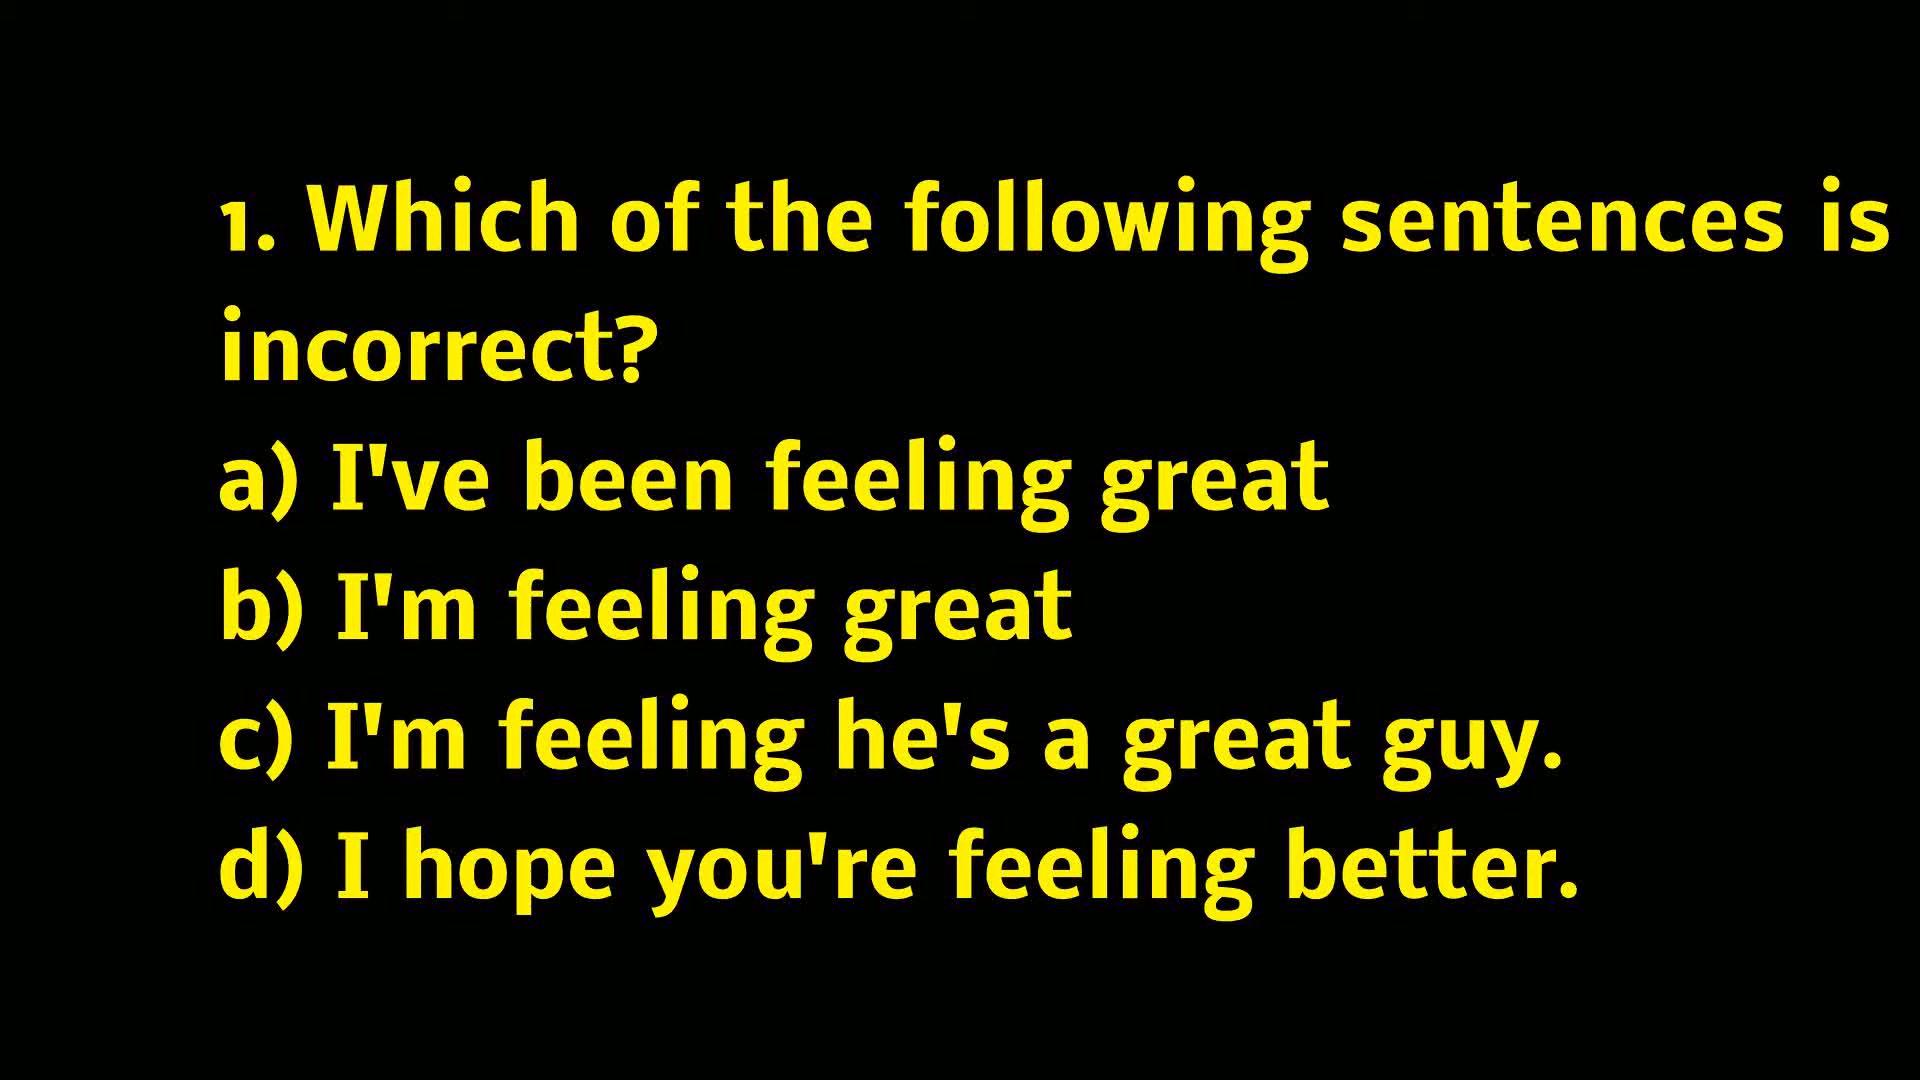 1. Which of the following sentences is
incorrect?
a) I've been feeling great
b) I'm feeling great
c) I'm feeling he's a great guy.
d) I hope you're feeling better.